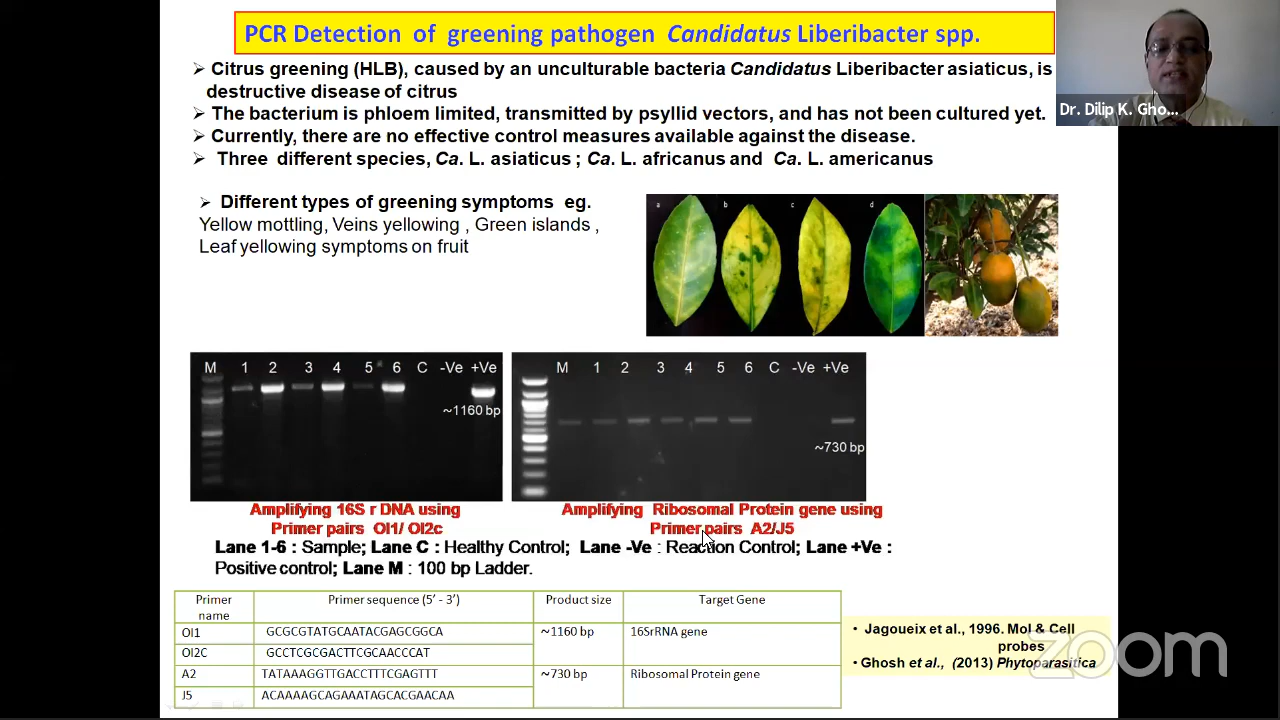 PCR Detection of greening pathogen Candidatus Liberibacter spp.
Dr. Dilip K. Gho...
➢ Citrus greening (HLB), caused by an unculturable bacteria Candidatus Liberibacter asiaticus, is
destructive disease of citrus
➢ The bacterium is phloem limited, transmitted by psyllid vectors, and has not been cultured yet.
➢ Currently, there are no effective control measures available against the disease.
➢ Three different species, Ca. L. asiaticus ; Ca. L. africanus and Ca. L. americanus
➢ Different types of greening symptoms eg.
Yellow mottling, Veins yellowing , Green islands ,
Leaf yellowing symptoms on fruit
a b c d
M 1 2 3 4 5 6 C -Ve +Ve
~1160 bp
M 1 2 3 4 5 6 C -Ve +Ve
~730 bp
Amplifying 16S r DNA using
Primer pairs OI1/ OI2c
Amplifying Ribosomal Protein gene using
Primer pairs A2/J5
Lane 1-6 : Sample; Lane C : Healthy Control; Lane -Ve : Reaction Control; Lane +Ve :
Positive control; Lane M : 100 bp Ladder.
Primer name Primer sequence (5’ - 3’) Product size Target Gene
OI1 GCGCGTATGCAATACGAGCGGCA ~1160 bp 16SrRNA gene
OI2C GCCTCGCGACTTCGCAACCCAT
A2 TATAAAGGTTGACCTTTCGAGTTT ~730 bp Ribosomal Protein gene
J5 ACAAAAGCAGAAATAGCACGAACAA
• Jagoueix et al., 1996. Mol & Cell
probes
• Ghosh et al., (2013) Phytoparasitica
zoom